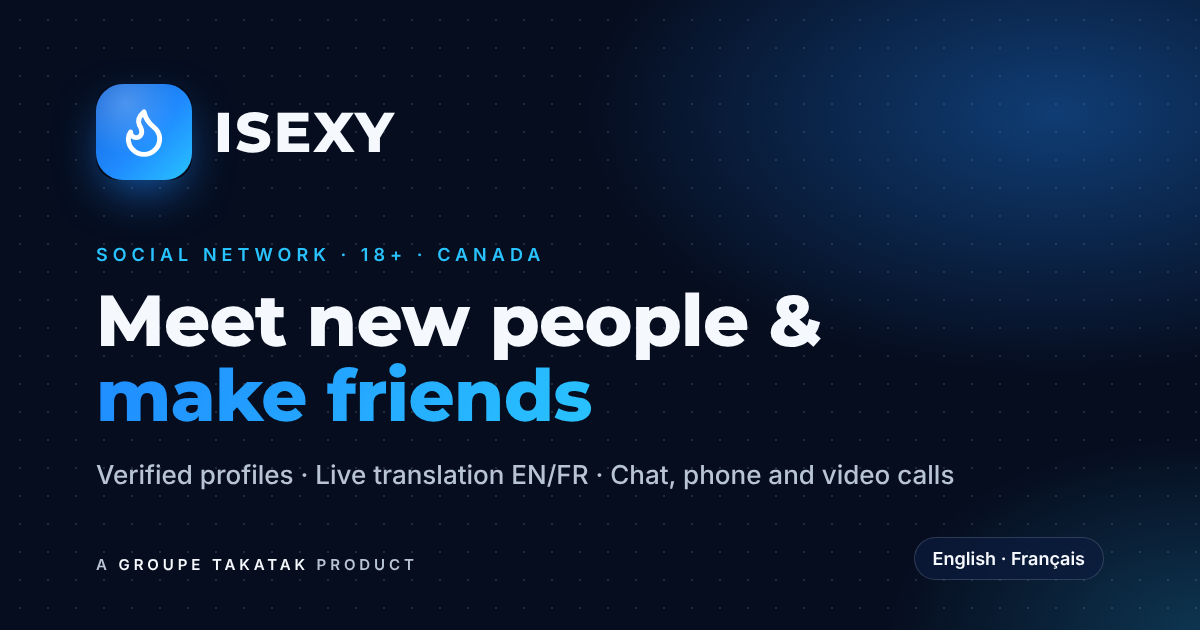 ISEXY
SOCIAL NETWORK · 18+ · CANADA
Meet new people &
make friends
Verified profiles · Live translation EN/FR · Chat, phone and video calls
A GROUPE TAKATAK PRODUCT
English · Français